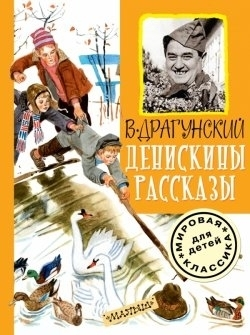 В. ДРАГУНСКИЙ
ДЕНИСКИНЫ
РАССКАЗЫ
МИРОВАЯ
для
детей
КЛАССИКА
«МАЛЫШ»